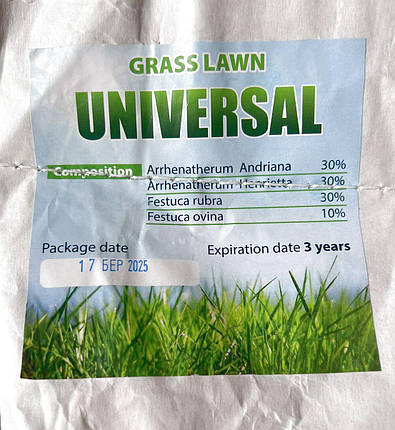 GRASS LAWN
UNIVERSAL
Composition
Arrhenatherum Andriana 30%
Arrhenatherum Henrietta 30%
Festuca rubra 30%
Festuca ovina 10%
Package date
17 БЕР 2025
Expiration date 3 years